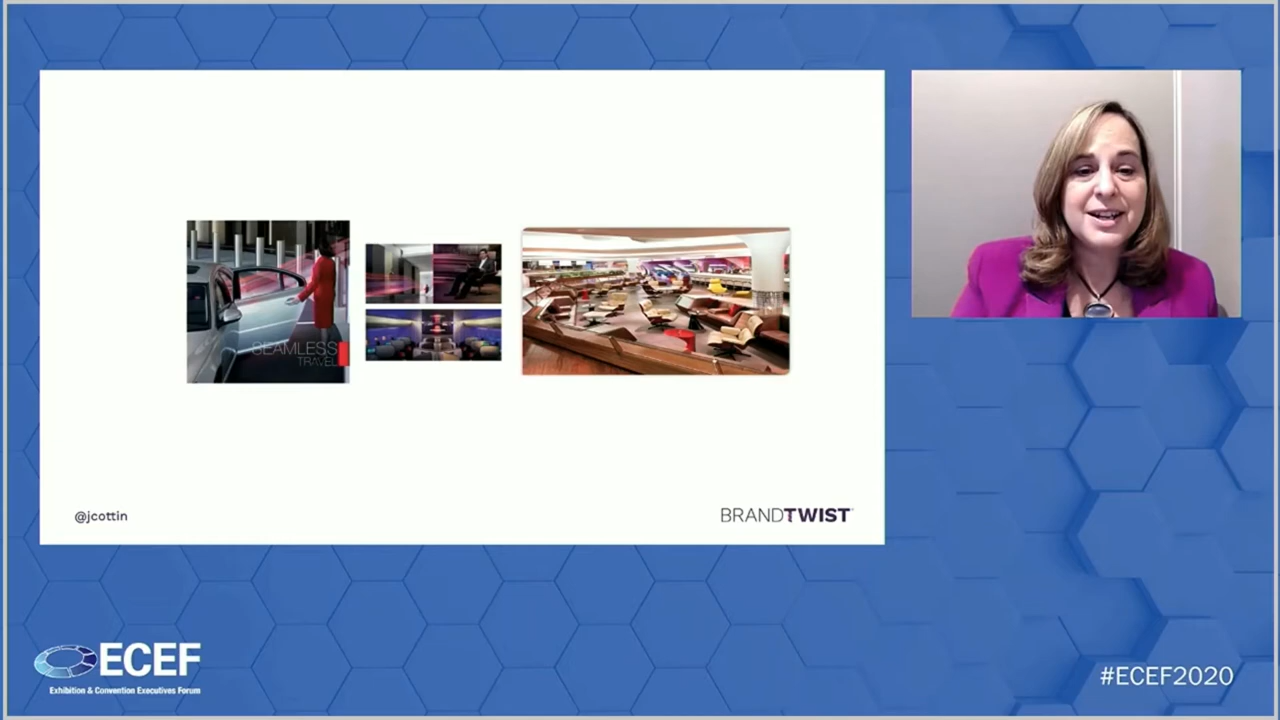 SEAMLESS
TRAVEL
@jcottin
BRANDTWIST
ECEF
Exhibition & Convention Executives Forum
#ECEF2020